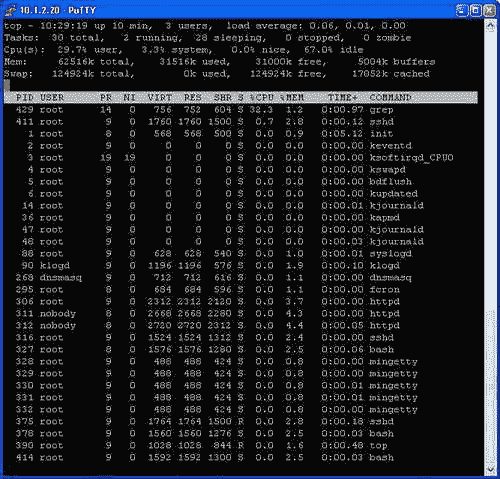 10.1.2.20 - PuTTY
top - 10:29:19 up 10 min, 3 users, load average: 0.06, 0.01, 0.00
Tasks: 30 total, 2 running, 28 sleeping, 0 stopped, 0 zombie
Cpu(s): 29.7% user, 3.3% system, 0.0% nice, 67.0% idle
Mem: 62516k total, 31516k used, 31000k free, 5004k buffers
Swap: 124924k total, 0k used, 124924k free, 17052k cached
PID USER PR NI VIRT RES SHR S %CPU %MEM TIME+ COMMAND
429 root 14 0 756 752 604 S 32.3 1.2 0:00.97 grep
411 root 9 0 1760 1760 1500 S 0.7 2.8 0:00.12 sshd
1 root 8 0 568 568 500 S 0.0 0.9 0:05.12 init
2 root 9 0 0 0 0 S 0.0 0.0 0:00.00 keventd
3 root 19 19 0 0 0 S 0.0 0.0 0:00.00 ksoftirqd_CPU0
4 root 9 0 0 0 0 S 0.0 0.0 0:00.00 kswapd
5 root 9 0 0 0 0 S 0.0 0.0 0:00.00 bdflush
6 root 9 0 0 0 0 S 0.0 0.0 0:00.00 kupdated
14 root 9 0 0 0 0 S 0.0 0.0 0:00.01 kjournald
36 root 9 0 0 0 0 S 0.0 0.0 0:00.00 kapmd
47 root 9 0 0 0 0 S 0.0 0.0 0:00.00 kjournald
48 root 9 0 0 0 0 S 0.0 0.0 0:00.03 kjournald
88 root 9 0 628 628 540 S 0.0 1.0 0:00.01 syslogd
90 klogd 9 0 1196 1196 576 S 0.0 1.9 0:00.10 klogd
268 dnsmasq 9 0 712 712 616 S 0.0 1.1 0:00.00 dnsmasq
295 root 8 0 684 684 596 S 0.0 1.1 0:00.00 fcron
306 root 9 0 2312 2312 2120 S 0.0 3.7 0:00.00 httpd
311 nobody 9 0 2668 2668 2280 S 0.0 4.3 0:00.00 httpd
312 nobody 9 0 2720 2720 2312 S 0.0 4.4 0:00.05 httpd
316 root 9 0 1524 1524 1312 S 0.0 2.4 0:00.00 sshd
327 root 8 0 1576 1576 1280 S 0.0 2.5 0:00.06 bash
328 root 9 0 488 488 424 S 0.0 0.8 0:00.00 mingetty
329 root 9 0 488 488 424 S 0.0 0.8 0:00.00 mingetty
330 root 9 0 488 488 424 S 0.0 0.8 0:00.01 mingetty
331 root 9 0 488 488 424 S 0.0 0.8 0:00.01 mingetty
332 root 9 0 488 488 424 S 0.0 0.8 0:00.00 mingetty
375 root 9 0 1764 1764 1500 R 0.0 2.8 0:00.18 sshd
378 root 9 0 1560 1560 1276 S 0.0 2.5 0:00.03 bash
390 root 9 0 1028 1028 844 R 0.0 1.6 0:00.48 top
414 root 9 0 1592 1592 1300 S 0.0 2.5 0:00.03 bash